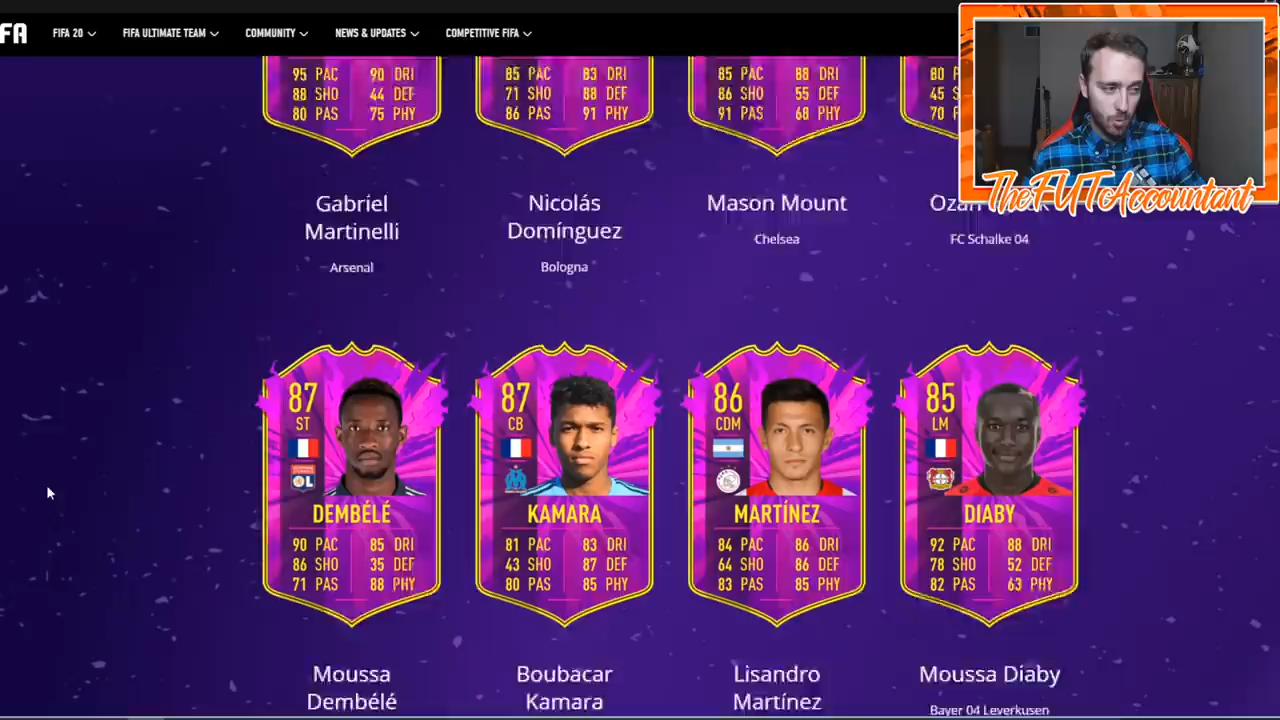 FA
FIFA 20
FIFA ULTIMATE TEAM
COMMUNITY
NEWS & UPDATES
COMPETITIVE FIFA
95 PAC 90 DRI
88 SHO 44 DEF
80 PAS 75 PHY
85 PAC 83 DRI
71 SHO 88 DEF
86 PAS 91 PHY
85 PAC 88 DRI
86 SHO 55 DEF
91 PAS 68 PHY
80
45
70
TheFUTAccountant
Gabriel
Martinelli
Arsenal
Nicolás
Domínguez
Bologna
Mason Mount
Chelsea
FC Schalke 04
87
ST
DEMBÉLÉ
90 PAC 85 DRI
86 SHO 35 DEF
71 PAS 88 PHY
87
CB
KAMARA
81 PAC 83 DRI
43 SHO 87 DEF
80 PAS 85 PHY
86
CDM
MARTÍNEZ
84 PAC 86 DRI
64 SHO 86 DEF
83 PAS 85 PHY
85
LM
DIABY
92 PAC 88 DRI
78 SHO 52 DEF
82 PAS 63 PHY
Moussa
Dembélé
Boubacar
Kamara
Lisandro
Martínez
Moussa Diaby
Bayer 04 Leverkusen